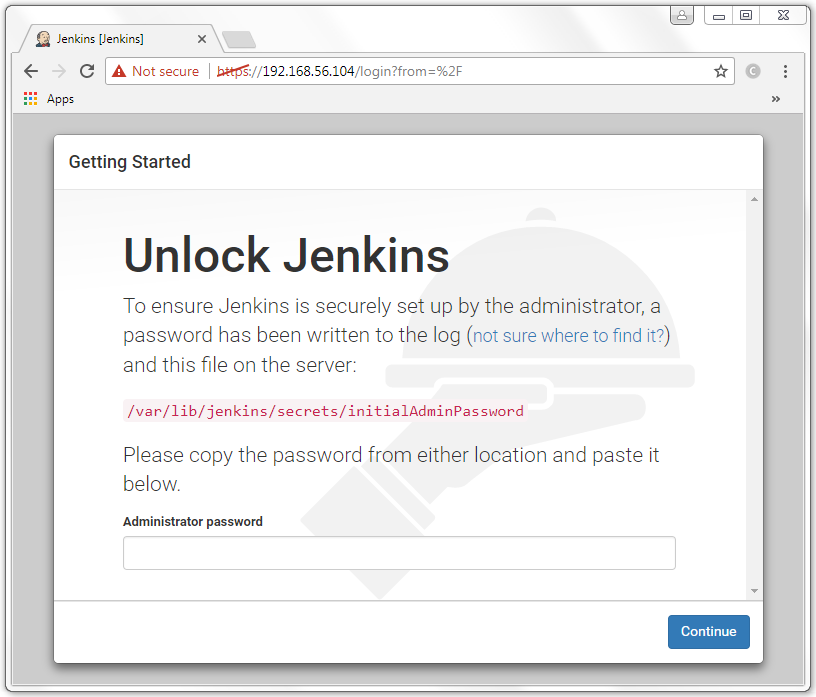 Jenkins [Jenkins]
Not secure | https://192.168.56.104/login?from=%2F
Apps
Getting Started
Unlock Jenkins
To ensure Jenkins is securely set up by the administrator, a
password has been written to the log (not sure where to find it?)
and this file on the server:
/var/lib/jenkins/secrets/initialAdminPassword
Please copy the password from either location and paste it
below.
Administrator password
Continue